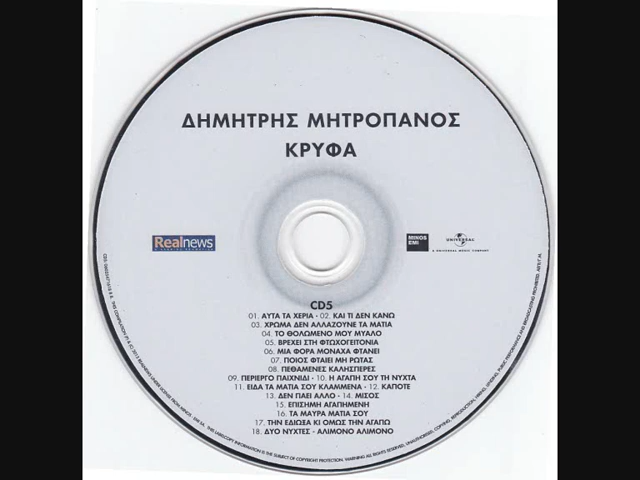 ΔΗΜΗΤΡΗΣ ΜΗΤΡΟΠΑΝΟΣ
ΚΡΥΦΑ
Realnews
MINOS
EMI
UNIVERSAL
A UNIVERSAL MUSIC COMPANY
CD5
01. ΑΥΤΑ ΤΑ ΧΕΡΙΑ · 02. ΚΑΙ ΤΙ ΔΕΝ ΚΑΝΩ
03. ΧΡΩΜΑ ΔΕΝ ΑΛΛΑΖΟΥΝΕ ΤΑ ΜΑΤΙΑ
04. ΤΟ ΘΟΛΩΜΕΝΟ ΜΟΥ ΜΥΑΛΟ
05. ΒΡΕΧΕΙ ΣΤΗ ΦΤΩΧΟΓΕΙΤΟΝΙΑ
06. ΜΙΑ ΦΟΡΑ ΜΟΝΑΧΑ ΦΤΑΝΕΙ
07. ΠΟΙΟΣ ΦΤΑΙΕΙ ΜΗ ΡΩΤΑΣ
08. ΠΕΘΑΜΕΝΕΣ ΚΑΛΗΣΠΕΡΕΣ
09. ΠΕΡΙΕΡΓΟ ΠΑΙΧΝΙΔΙ · 10. Η ΑΓΑΠΗ ΣΟΥ ΤΗ ΝΥΧΤΑ
11. ΕΙΔΑ ΤΑ ΜΑΤΙΑ ΣΟΥ ΚΛΑΜΜΕΝΑ · 12. ΚΑΠΟΤΕ
13. ΔΕΝ ΠΑΕΙ ΑΛΛΟ · 14. ΜΙΣΟΣ
15. ΕΠΙΣΗΜΗ ΑΓΑΠΗΜΕΝΗ
16. ΤΑ ΜΑΥΡΑ ΜΑΤΙΑ ΣΟΥ
17. ΤΗΝ ΕΔΙΩΞΑ ΚΙ ΟΜΩΣ ΤΗΝ ΑΓΑΠΩ
18. ΔΥΟ ΝΥΧΤΕΣ - ΑΛΙΜΟΝΟ ΑΛΙΜΟΝΟ